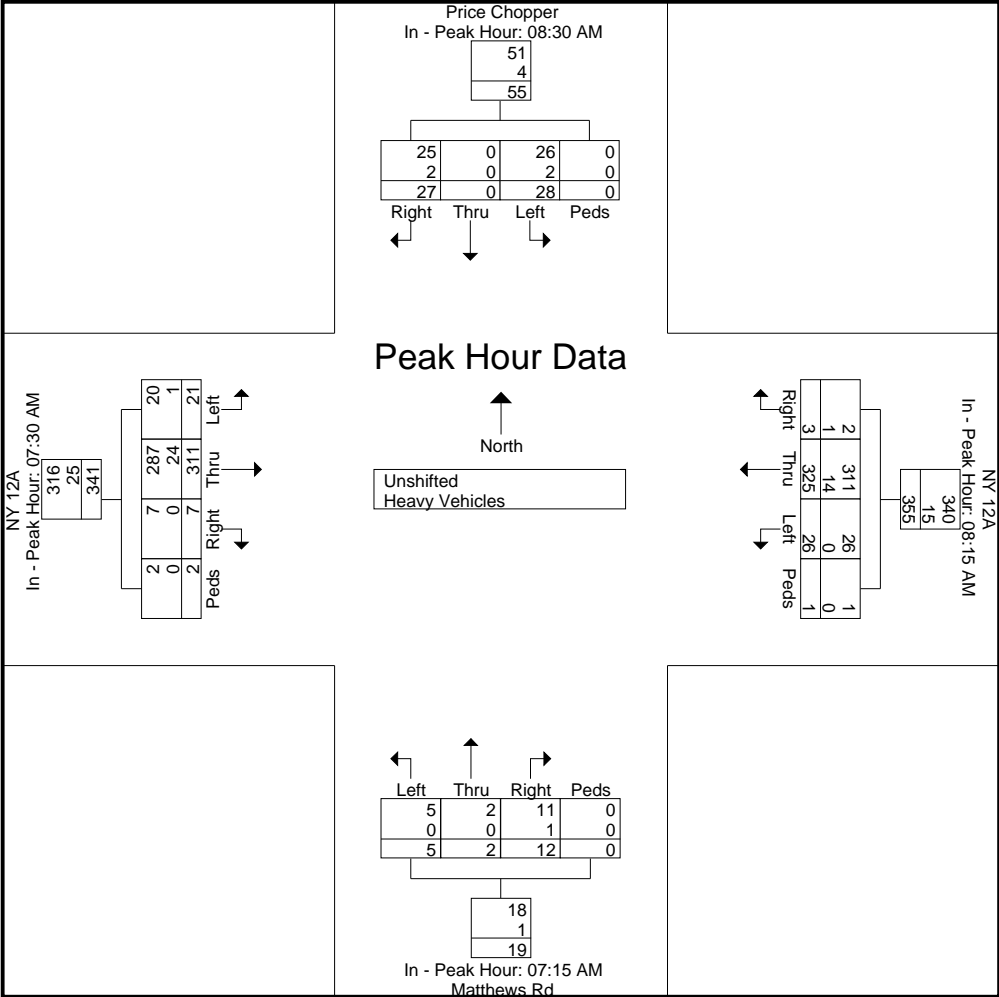 Price Chopper
In - Peak Hour: 08:30 AM
51
4
55
25 0 26 0
2 0 2 0
27 0 28 0
Right Thru Left Peds
Peak Hour Data
North
Unshifted
Heavy Vehicles
NY 12A
In - Peak Hour: 07:30 AM
316
25
341
20 287 7 2
1 24 0 0
21 311 7 2
Left Thru Right Peds
NY 12A
In - Peak Hour: 08:15 AM
340
15
355
2 311 26 1
1 14 0 0
3 325 26 1
Right Thru Left Peds
Left Thru Right Peds
5 2 11 0
0 0 1 0
5 2 12 0
18
1
19
In - Peak Hour: 07:15 AM
Matthews Rd